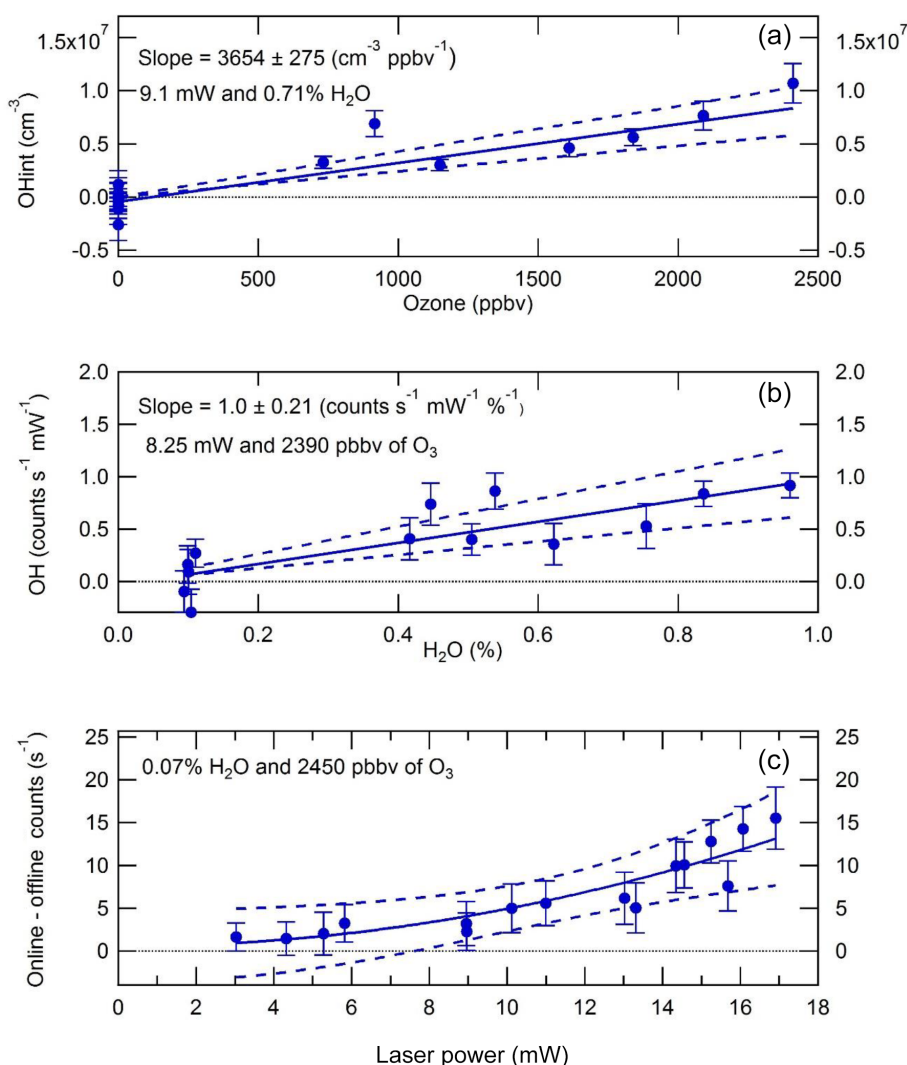 (a)
1.5x10⁷ 1.5x10⁷
Slope = 3654 ± 275 (cm⁻³ ppbv⁻¹)
9.1 mW and 0.71% H₂O
1.0 1.0
0.5 0.5
0.0 0.0
-0.5 -0.5
OHint (cm⁻³)
0 500 1000 1500 2000 2500
Ozone (ppbv)
(b)
2.0 2.0
Slope = 1.0 ± 0.21 (counts s⁻¹ mW⁻¹ %⁻¹)
1.5 1.5
8.25 mW and 2390 pbbv of O₃
1.0 1.0
0.5 0.5
0.0 0.0
OH (counts s⁻¹ mW⁻¹)
0.0 0.2 0.4 0.6 0.8 1.0
H₂O (%)
(c)
25 25
0.07% H₂O and 2450 pbbv of O₃
20 20
15 15
10 10
5 5
0 0
Online - offline counts (s⁻¹)
0 2 4 6 8 10 12 14 16 18
Laser power (mW)